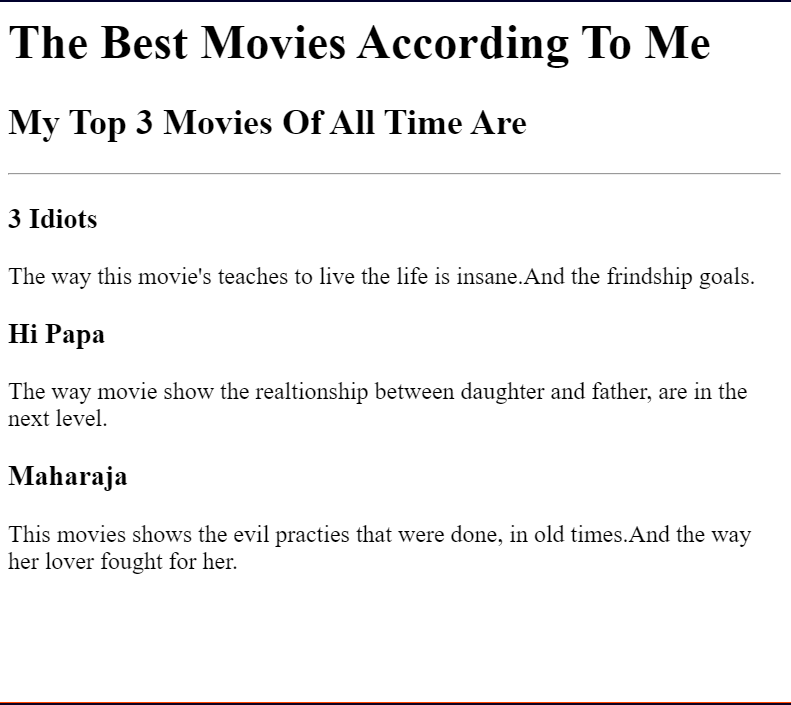 The Best Movies According To Me
My Top 3 Movies Of All Time Are
3 Idiots
The way this movie's teaches to live the life is insane.And the frindship goals.
Hi Papa
The way movie show the realtionship between daughter and father, are in the
next level.
Maharaja
This movies shows the evil practies that were done, in old times.And the way
her lover fought for her.